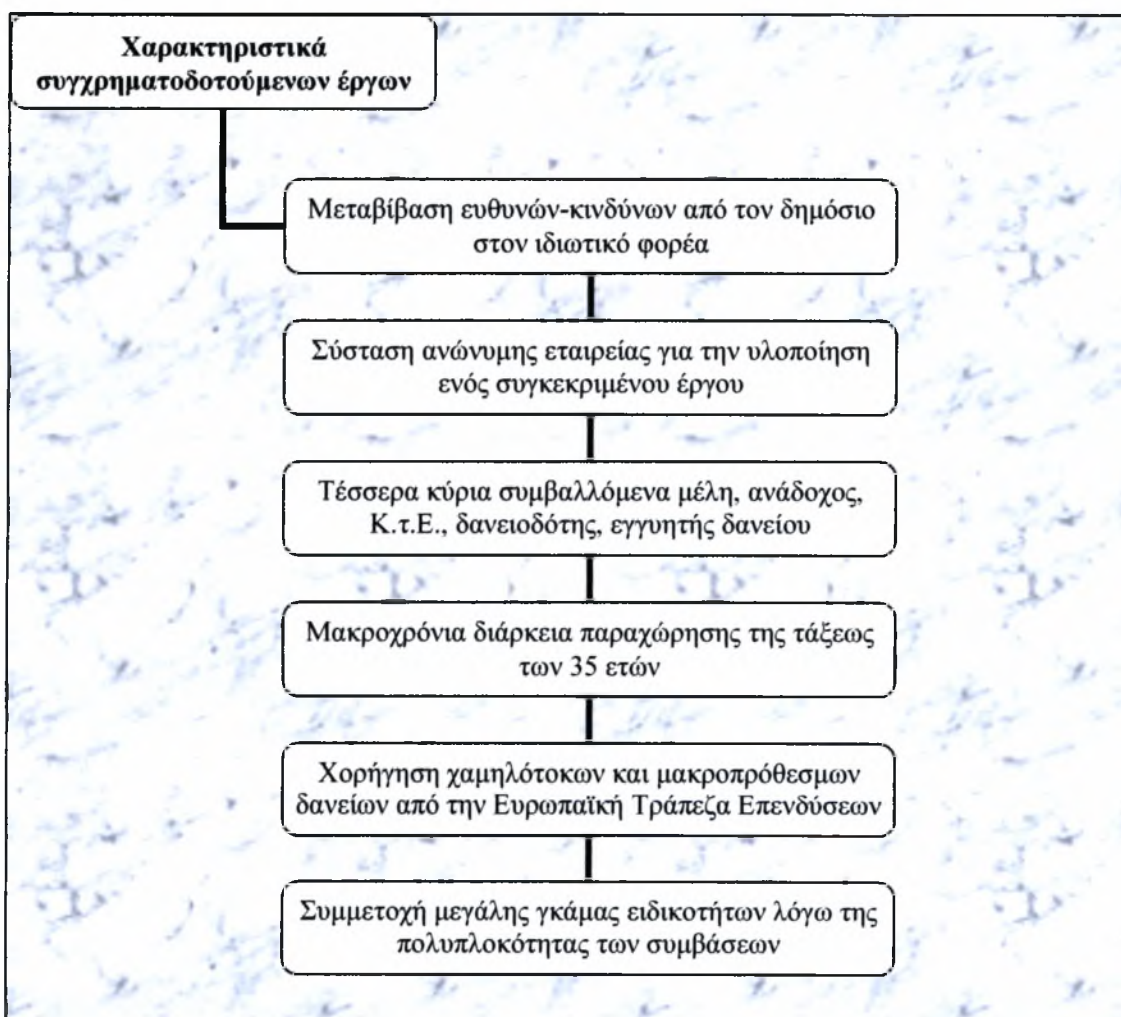 Χαρακτηριστικά
συγχρηματοδοτούμενων έργων
Μεταβίβαση ευθυνών-κινδύνων από τον δημόσιο
στον ιδιωτικό φορέα
Σύσταση ανώνυμης εταιρείας για την υλοποίηση
ενός συγκεκριμένου έργου
Τέσσερα κύρια συμβαλλόμενα μέλη, ανάδοχος,
Κ.τ.Ε., δανειοδότης, εγγυητής δανείου
Μακροχρόνια διάρκεια παραχώρησης της τάξεως
των 35 ετών
Χορήγηση χαμηλότοκων και μακροπρόθεσμων
δανείων από την Ευρωπαϊκή Τράπεζα Επενδύσεων
Συμμετοχή μεγάλης γκάμας ειδικοτήτων λόγω της
πολυπλοκότητας των συμβάσεων